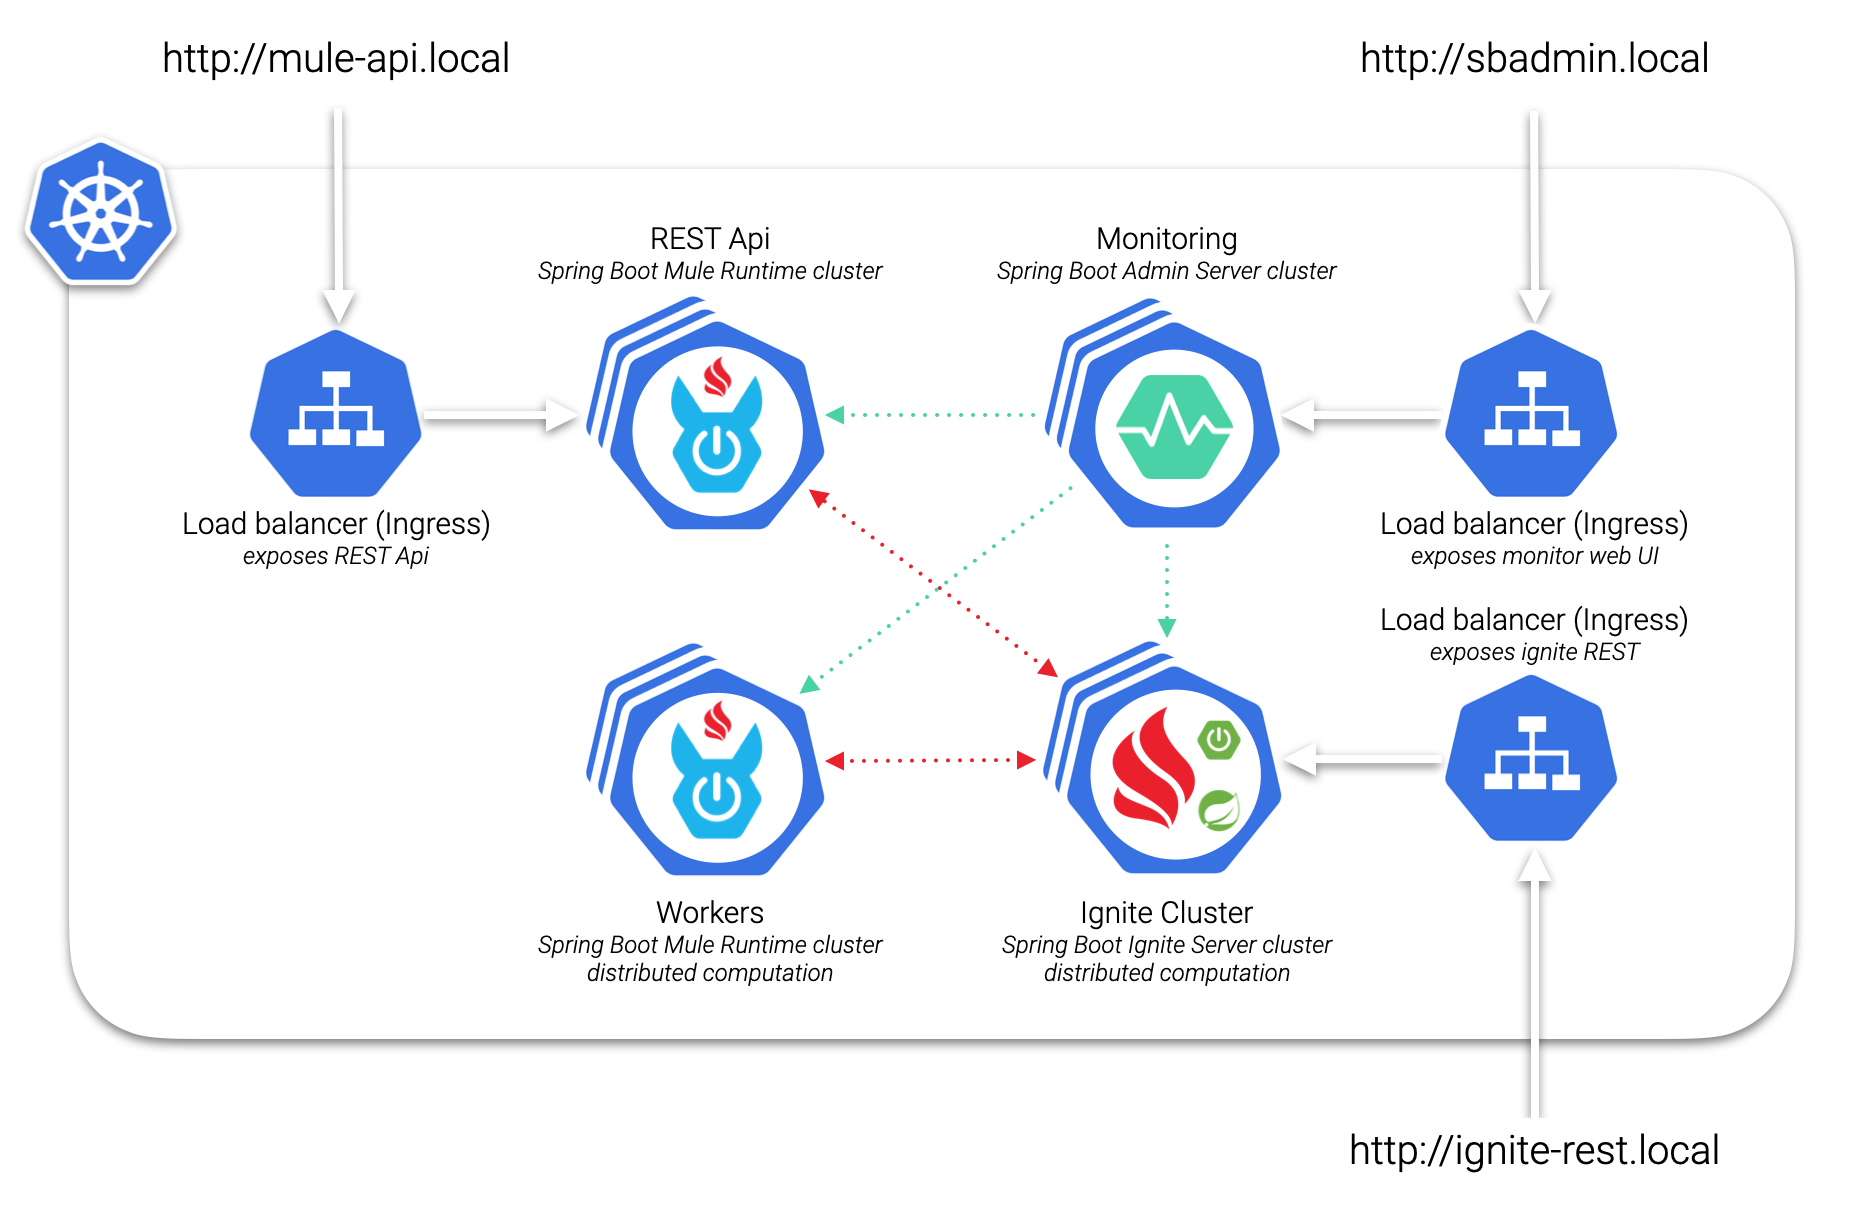 http://mule-api.local
http://sbadmin.local
REST Api
Spring Boot Mule Runtime cluster
Monitoring
Spring Boot Admin Server cluster
Load balancer (Ingress)
exposes REST Api
Load balancer (Ingress)
exposes monitor web UI
Load balancer (Ingress)
exposes ignite REST
Workers
Spring Boot Mule Runtime cluster
distributed computation
Ignite Cluster
Spring Boot Ignite Server cluster
distributed computation
http://ignite-rest.local